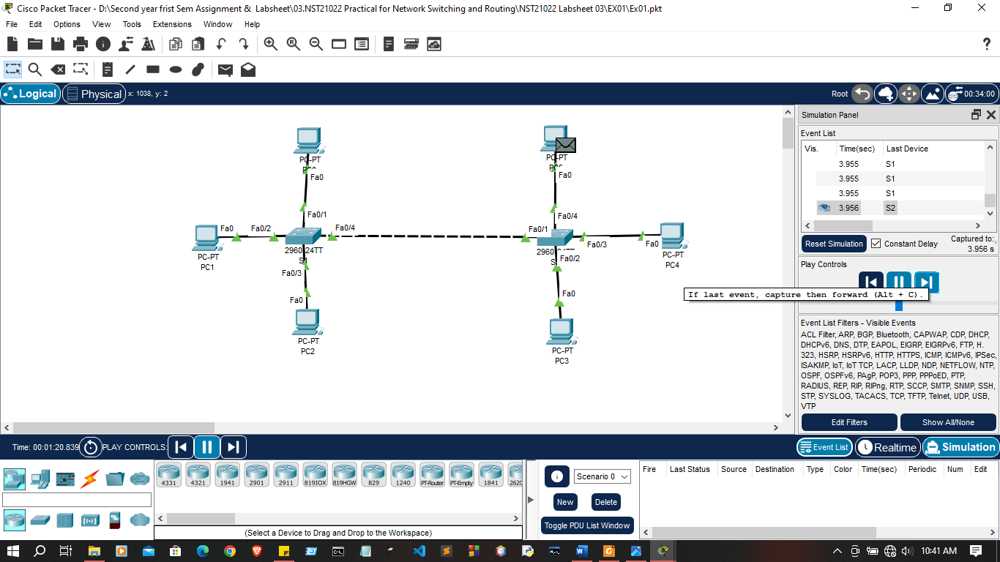 Cisco Packet Tracer - D:\Second year frist Sem Assignment &  Labsheet\03.NST21022 Practical for Network Switching and Routing\NST21022 Labsheet 03\EX01\Ex01.pkt
File Edit Options View Tools Extensions Window Help
Logical Physical x: 1038, y: 2 Root 00:34:00
PC-PT
Fa0
Fa0/1
Fa0 Fa0/2 Fa0/4
PC-PT
PC1
2960-24TT
S1
Fa0/3
Fa0
PC-PT
PC2
PC-PT
Fa0
Fa0/4
Fa0/1
Fa0/3
Fa0
PC-PT
PC4
Fa0/2
Fa0
PC-PT
PC3
Simulation Panel
Event List
Vis. Time(sec) Last Device
3.955 S1
3.955 S1
3.955 S1
3.956 S2
Reset Simulation Constant Delay Captured to:
3.956 s
Play Controls
If last event, capture then forward (Alt + C).
Event List Filters - Visible Events
ACL Filter, ARP, BGP, Bluetooth, CAPWAP, CDP, DHCP,
DHCPv6, DNS, DTP, EAPOL, EIGRP, EIGRPv6, FTP, H.
323, HSRP, HSRPv6, HTTP, HTTPS, ICMP, ICMPv6, IPSec,
ISAKMP, IoT, IoT TCP, LACP, LLDP, NDP, NETFLOW, NTP,
OSPF, OSPFv6, PAgP, POP3, PPP, PPPoED, PTP,
RADIUS, REP, RIP, RIPng, RTP, SCCP, SMTP, SNMP, SSH,
STP, SYSLOG, TACACS, TCP, TFTP, Telnet, UDP, USB,
VTP
Edit Filters Show All/None
Time: 00:01:20.839 PLAY CONTROLS: Event List Realtime Simulation
4331 4321 1941 2901 2911 819IOX 819HGW 829 1240 PT-Router PT-Empty 1841 2620
(Select a Device to Drag and Drop to the Workspace)
Scenario 0
New Delete
Toggle PDU List Window
Fire Last Status Source Destination Type Color Time(sec) Periodic Num Edit
10:41 AM